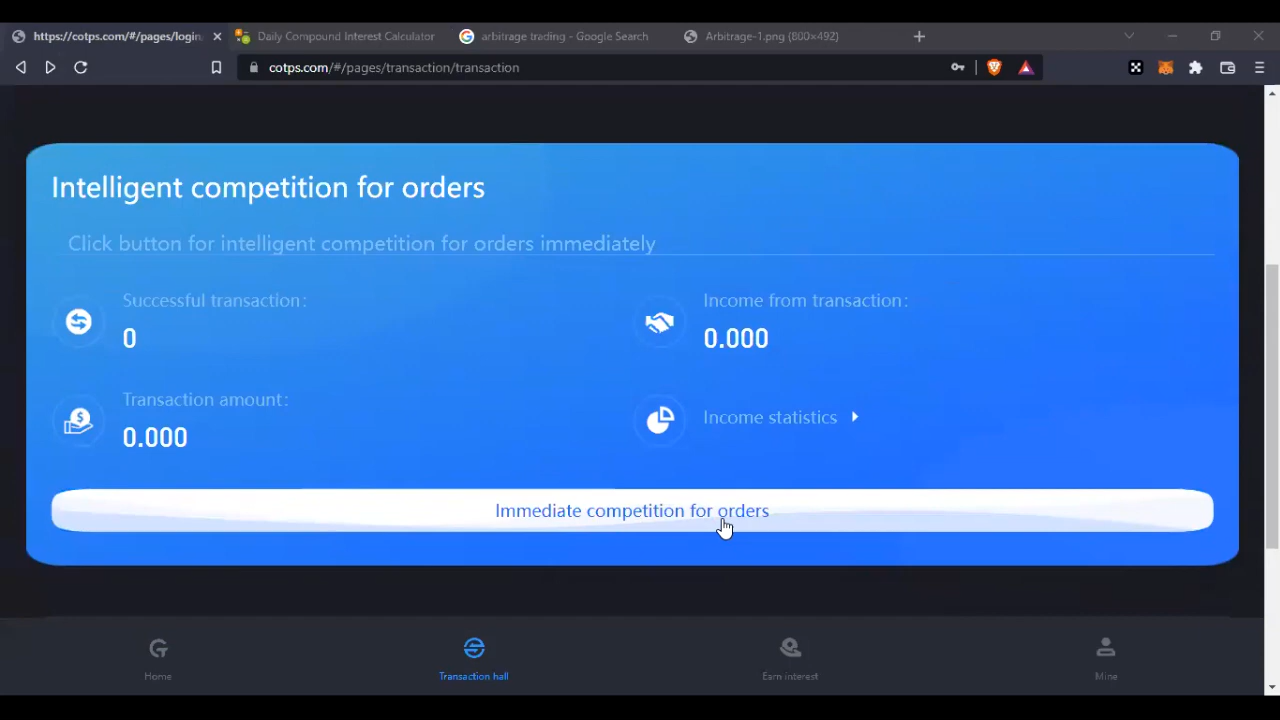 https://cotps.com/#/pages/login
Daily Compound Interest Calculator
arbitrage trading - Google Search
Arbitrage-1.png (800×492)
cotps.com/#/pages/transaction/transaction
Intelligent competition for orders
Click button for intelligent competition for orders immediately
Successful transaction:
0
Income from transaction:
0.000
Transaction amount:
0.000
Income statistics
Immediate competition for orders
Home
Transaction hall
Earn interest
Mine